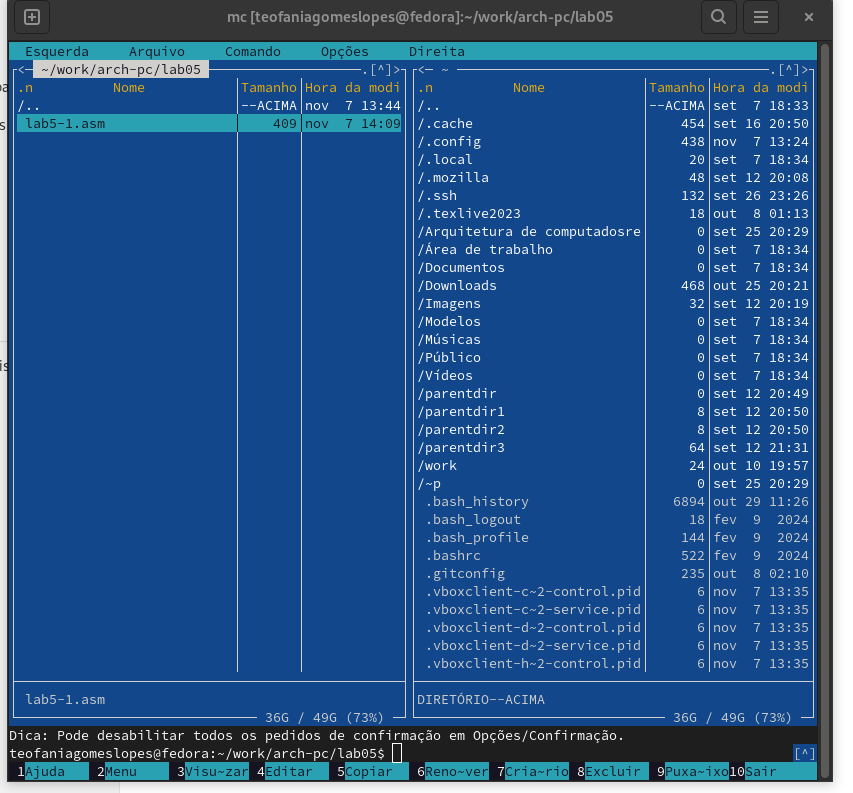 mc [teofaniagomeslopes@fedora]:~/work/arch-pc/lab05
Esquerda Arquivo Comando Opções Direita
<- ~/work/arch-pc/lab05 .[^]>
.n Nome Tamanho Hora da modi
/.. --ACIMA nov 7 13:44
lab5-1.asm 409 nov 7 14:09
lab5-1.asm
36G / 49G (73%)
<- ~ .[^]>
.n Nome Tamanho Hora da modi
/.. --ACIMA set 7 18:33
/.cache 454 set 16 20:50
/.config 438 nov 7 13:24
/.local 20 set 7 18:34
/.mozilla 48 set 12 20:08
/.ssh 132 set 26 23:26
/.texlive2023 18 out 8 01:13
/Arquitetura de computadosre 0 set 25 20:29
/Área de trabalho 0 set 7 18:34
/Documentos 0 set 7 18:34
/Downloads 468 out 25 20:21
/Imagens 32 set 12 20:19
/Modelos 0 set 7 18:34
/Músicas 0 set 7 18:34
/Público 0 set 7 18:34
/Vídeos 0 set 7 18:34
/parentdir 0 set 12 20:49
/parentdir1 8 set 12 20:50
/parentdir2 8 set 12 20:50
/parentdir3 64 set 12 21:31
/work 24 out 10 19:57
/~p 0 set 25 20:29
.bash_history 6894 out 29 11:26
.bash_logout 18 fev 9 2024
.bash_profile 144 fev 9 2024
.bashrc 522 fev 9 2024
.gitconfig 235 out 8 02:10
.vboxclient-c~2-control.pid 6 nov 7 13:35
.vboxclient-c~2-service.pid 6 nov 7 13:35
.vboxclient-d~2-control.pid 6 nov 7 13:35
.vboxclient-d~2-service.pid 6 nov 7 13:35
.vboxclient-h~2-control.pid 6 nov 7 13:35
DIRETÓRIO--ACIMA
36G / 49G (73%)
Dica: Pode desabilitar todos os pedidos de confirmação em Opções/Confirmação.
teofaniagomeslopes@fedora:~/work/arch-pc/lab05$ [^]
1Ajuda 2Menu 3Visu~zar 4Editar 5Copiar 6Reno~ver 7Cria~rio 8Excluir 9Puxa~ixo 10Sair